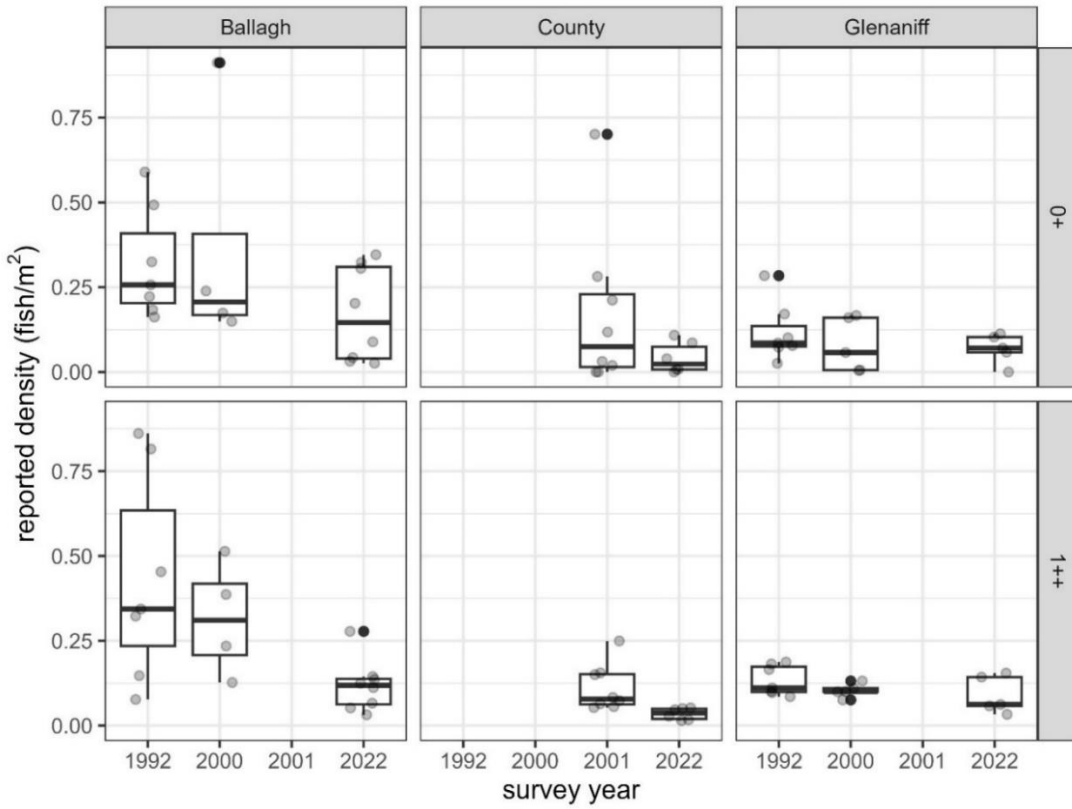 Ballagh County Glenaniff
0.75
0.50
0.25
0.00
0+
0.75
0.50
0.25
0.00
1++
reported density (fish/m²)
1992 2000 2001 2022 1992 2000 2001 2022 1992 2000 2001 2022
survey year